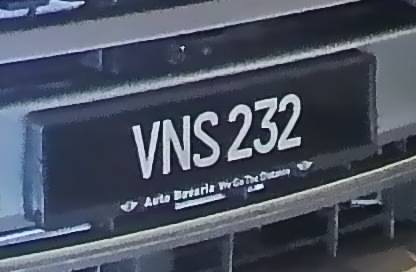 VNS 232
Auto Bavaria We Go The Distance